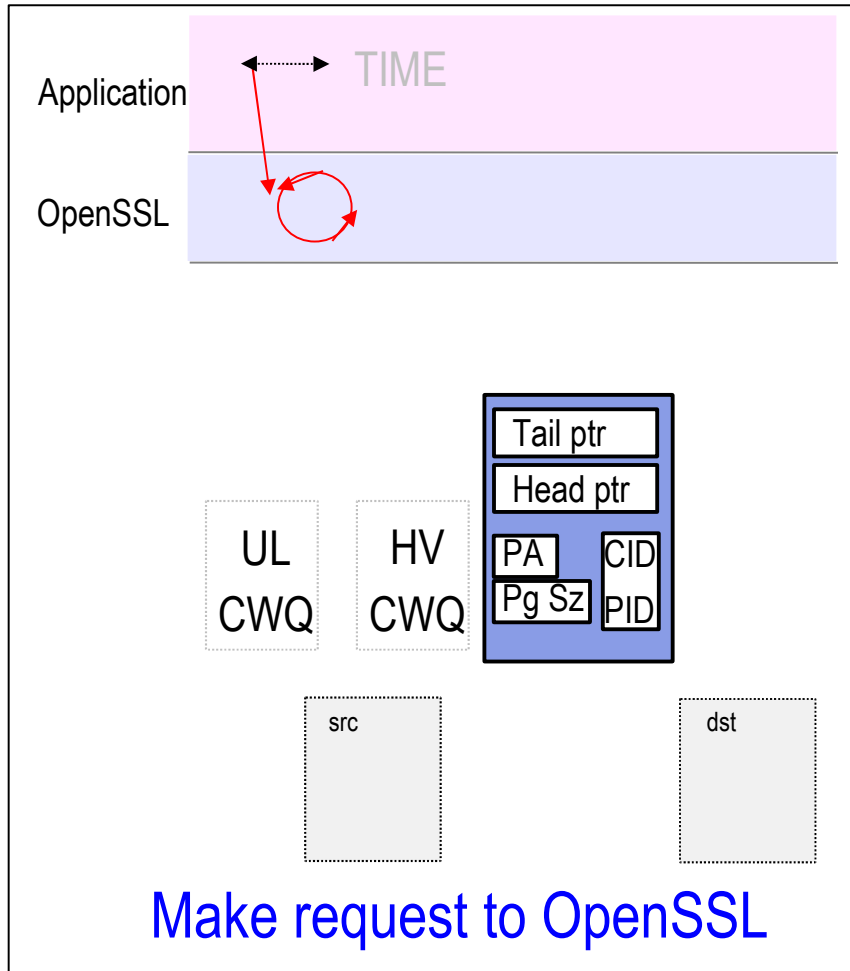 TIME
Application
OpenSSL
Tail ptr
Head ptr
UL
CWQ
HV
CWQ
PA
Pg Sz
CID
PID
src
dst
Make request to OpenSSL